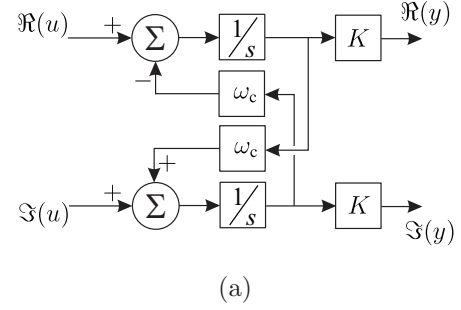 ℜ(u) + Σ 1/s K ℜ(y)
− ω_c
ω_c
+
ℑ(u) + Σ 1/s K ℑ(y)
(a)